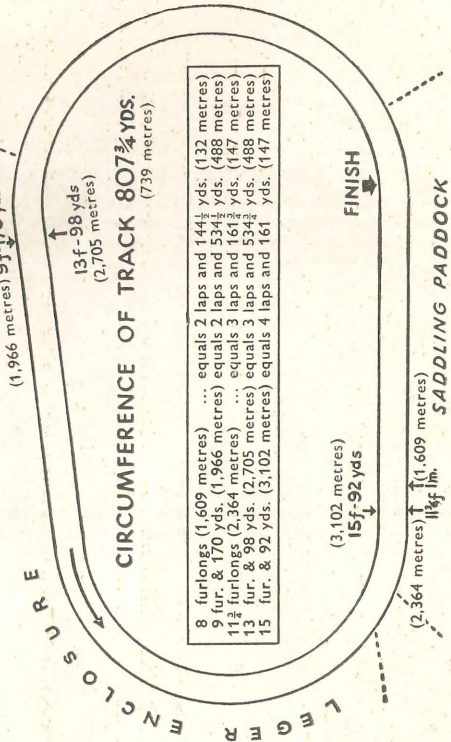 (1,966 metres)
13f-98 yds
(2,705 metres)
CIRCUMFERENCE OF TRACK 807¾ YDS.
(739 metres)
8 furlongs (1,609 metres) ... equals 2 laps and 144½ yds. (132 metres)
9 fur. & 170 yds. (1,966 metres) equals 2 laps and 534½ yds. (488 metres)
11¾ furlongs (2,364 metres) ... equals 3 laps and 161¾ yds. (147 metres)
13 fur. & 98 yds. (2,705 metres) equals 3 laps and 534¾ yds. (488 metres)
15 fur. & 92 yds. (3,102 metres) equals 4 laps and 161 yds. (147 metres)
LEGER ENCLOSURE
(3,102 metres)
15f-92 yds
FINISH
(2,364 metres) (1,609 metres)
11¾f 1m.
SADDLING PADDOCK